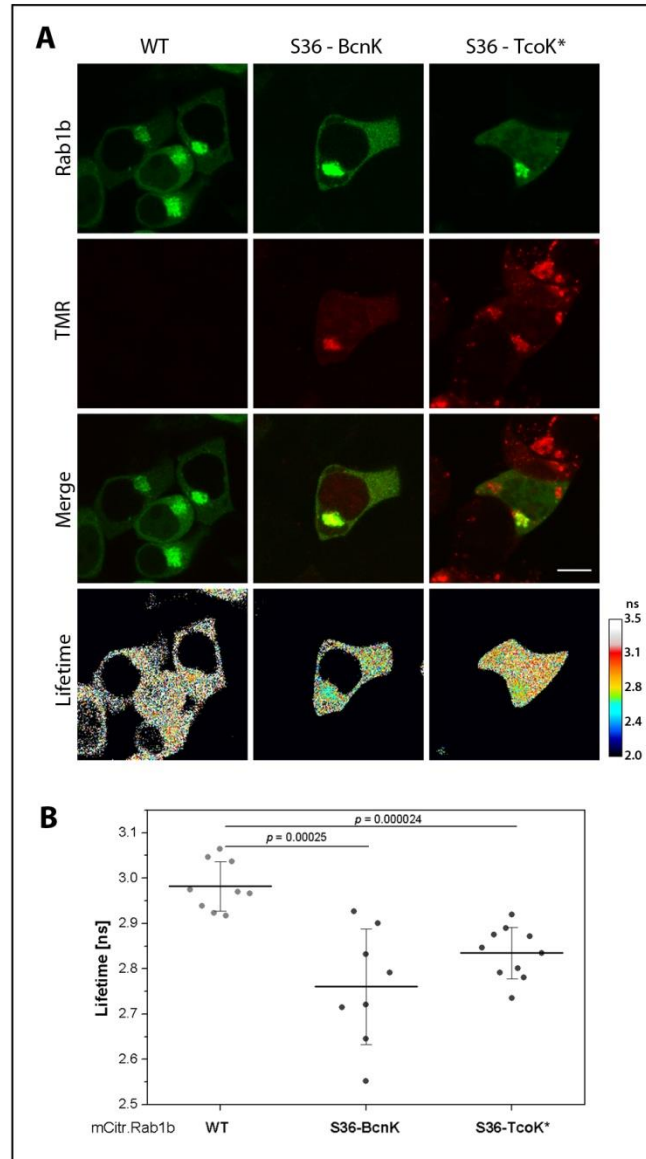 A
WT
S36 - BcnK
S36 - TcoK*
Rab1b
TMR
Merge
Lifetime
ns
3.5
3.1
2.8
2.4
2.0
B
p = 0.000024
p = 0.00025
3.1
3.0
2.9
2.8
2.7
2.6
2.5
Lifetime [ns]
mCitr.Rab1b WT S36-BcnK S36-TcoK*